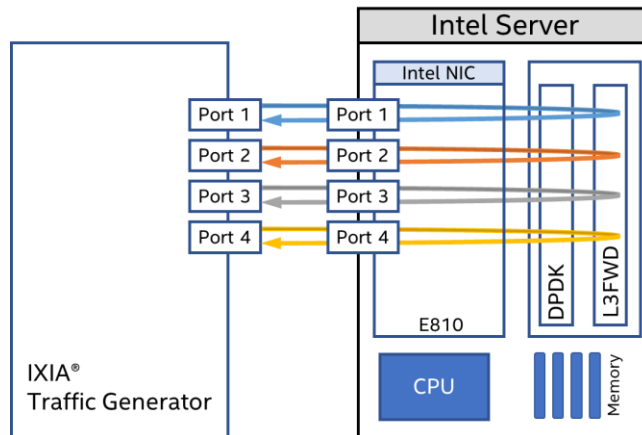 Intel Server
Intel NIC
Port 1
Port 1
Port 2
Port 2
Port 3
Port 3
Port 4
Port 4
DPDK
L3FWD
E810
IXIA®
Traffic Generator
CPU
Memory